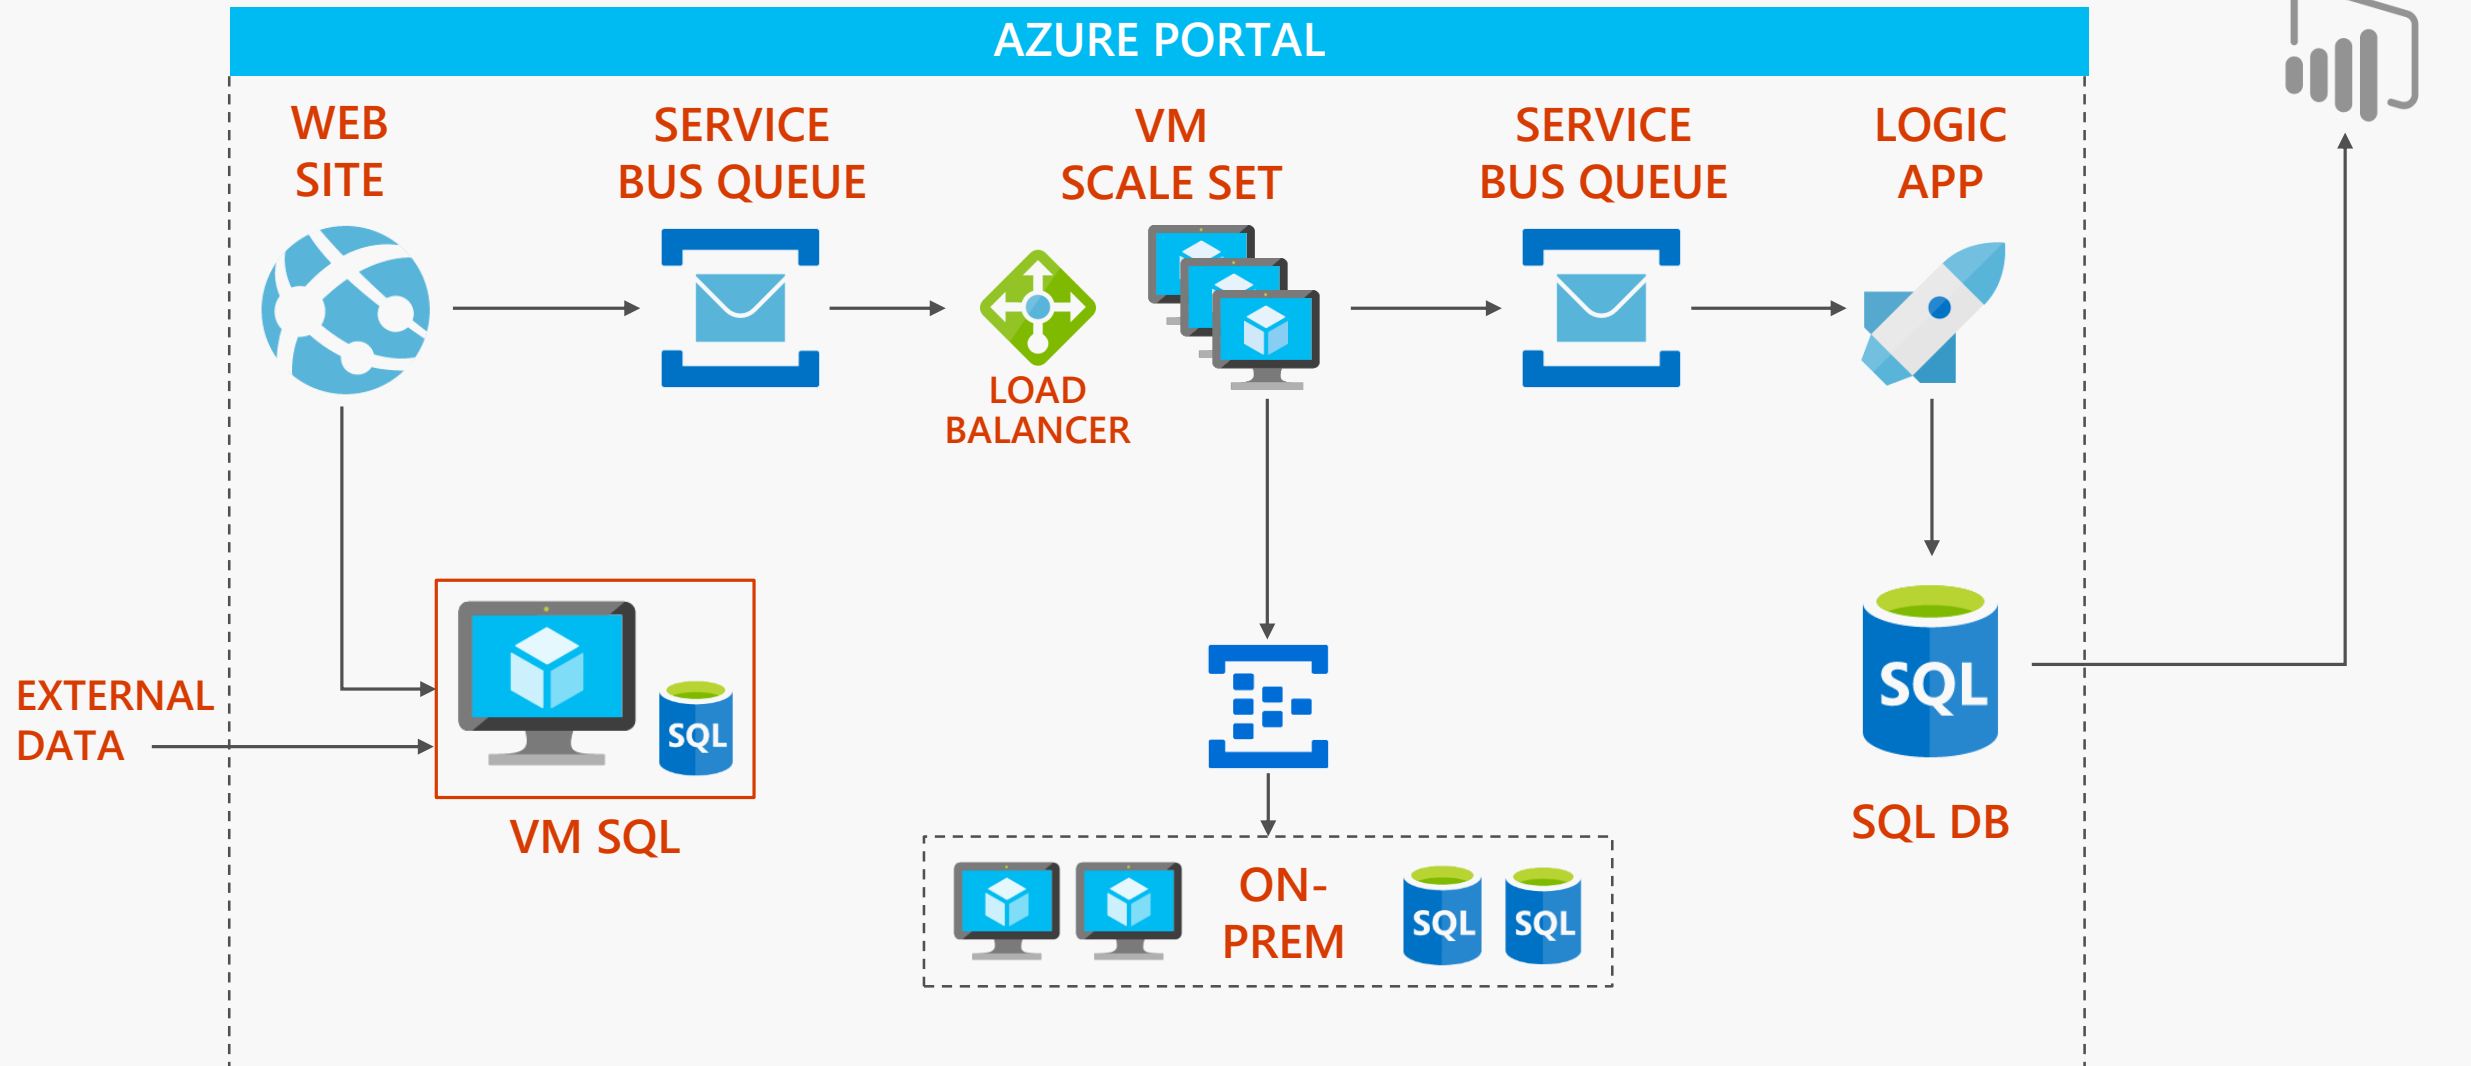 AZURE PORTAL
WEB
SITE
SERVICE
BUS QUEUE
VM
SCALE SET
SERVICE
BUS QUEUE
LOGIC
APP
LOAD
BALANCER
EXTERNAL
DATA
SQL
VM SQL
SQL
SQL DB
ON-
PREM
SQL
SQL